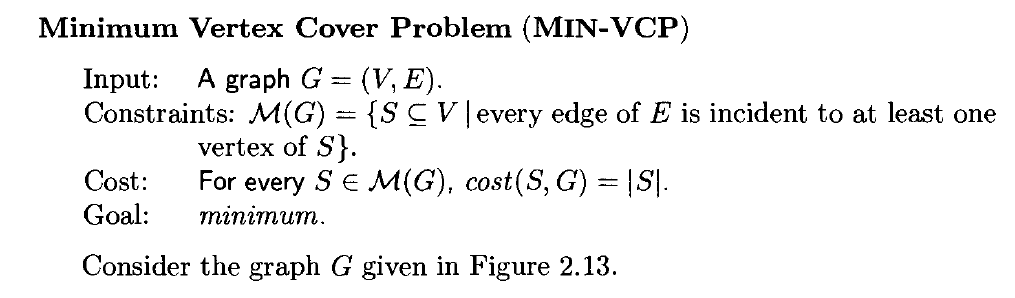 Minimum Vertex Cover Problem (MIN-VCP)
Input: A graph G = (V, E).
Constraints: ℳ(G) = {S ⊆ V | every edge of E is incident to at least one
vertex of S}.
Cost: For every S ∈ ℳ(G), cost(S, G) = |S|.
Goal: minimum.
Consider the graph G given in Figure 2.13.